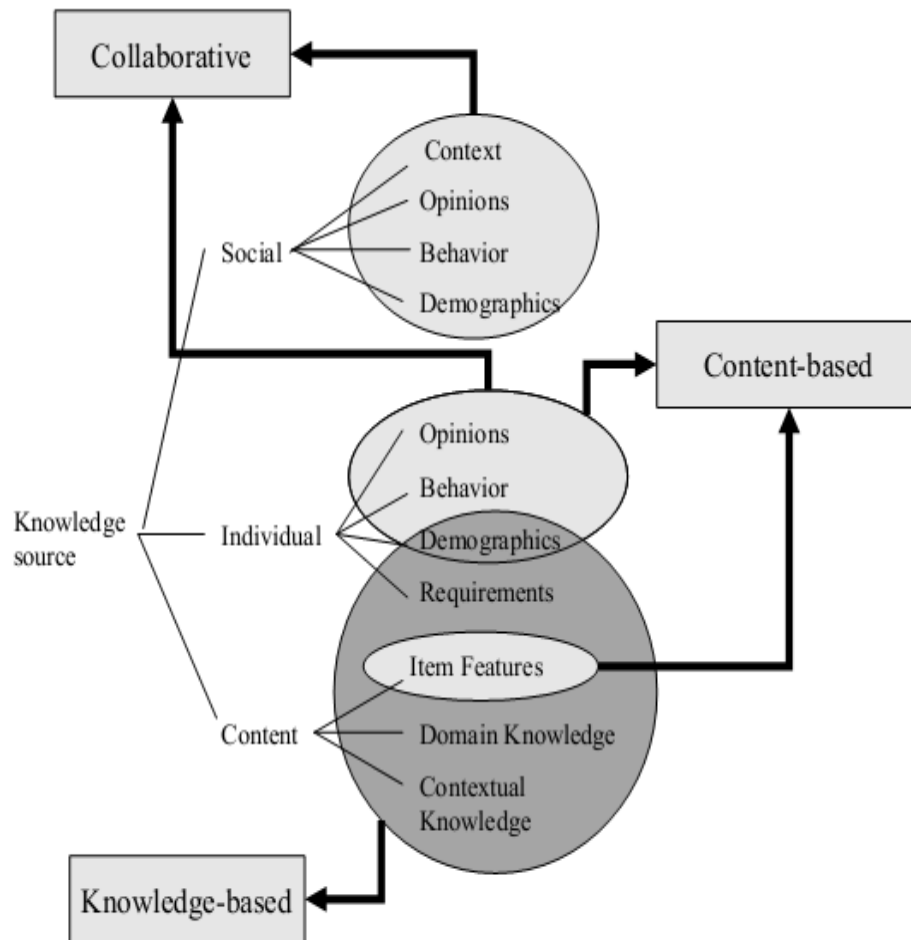 Collaborative
Context
Opinions
Social
Behavior
Demographics
Content-based
Opinions
Behavior
Knowledge
source
Individual
Demographics
Requirements
Item Features
Content
Domain Knowledge
Contextual
Knowledge
Knowledge-based